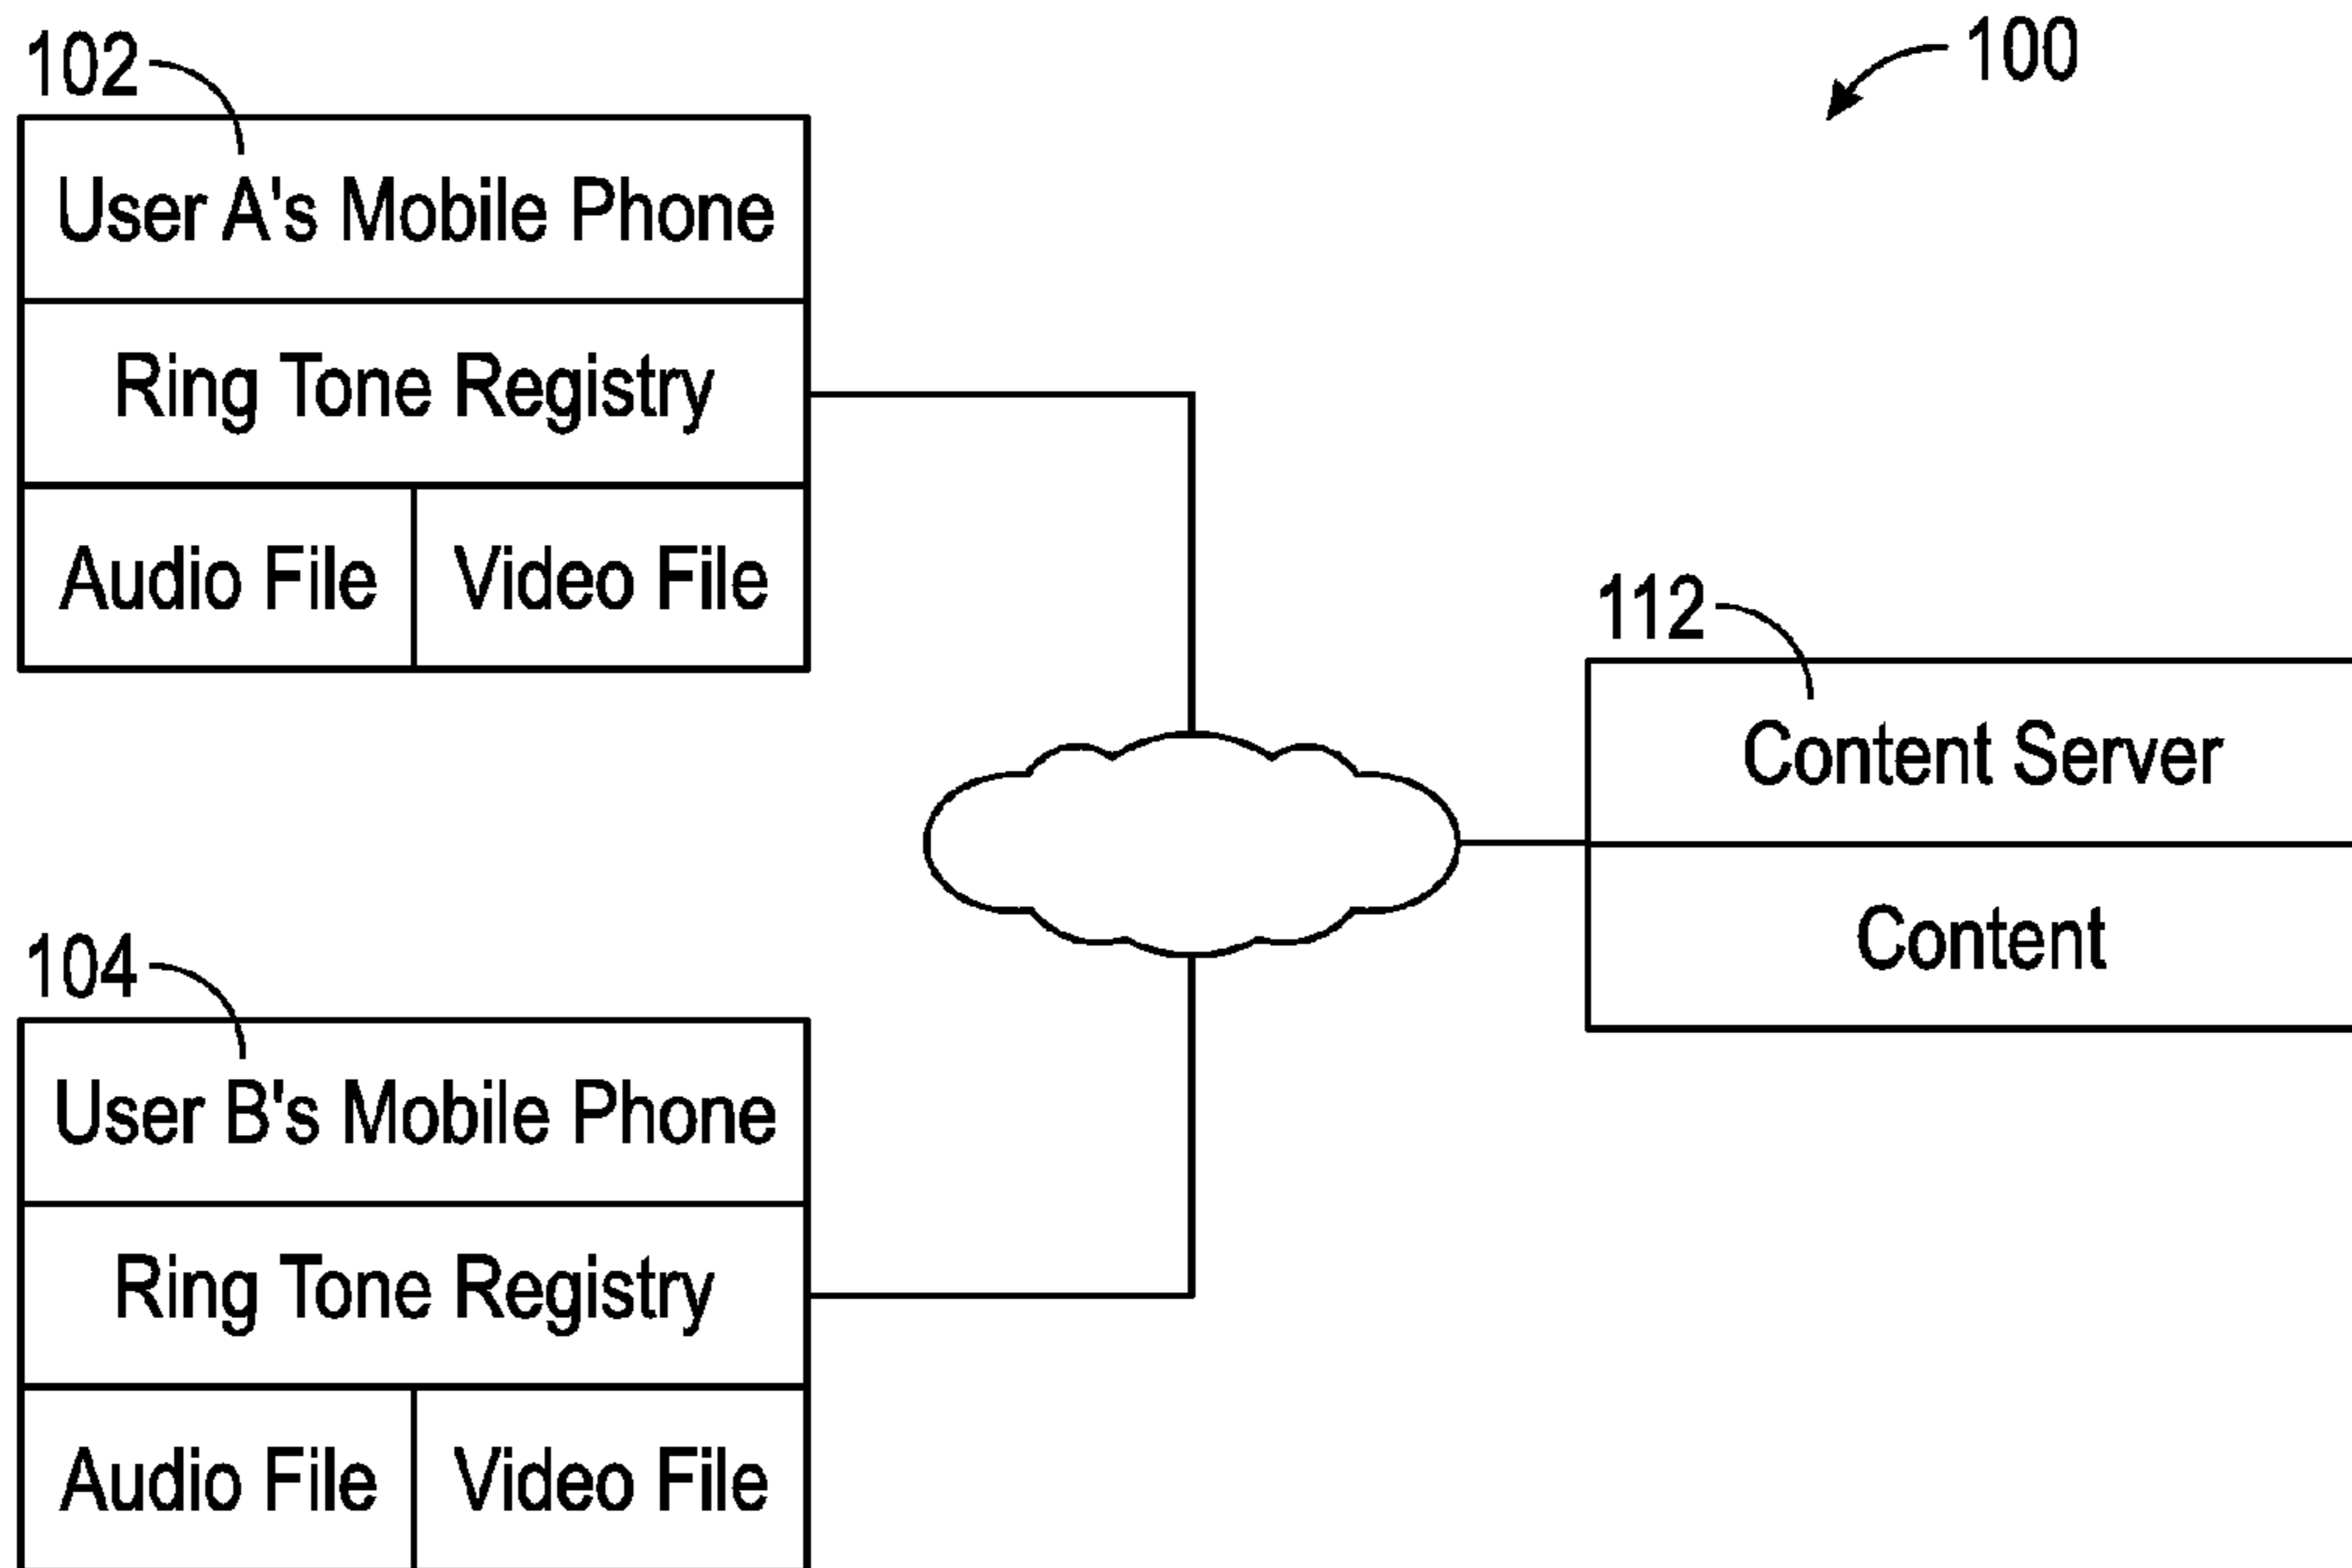 102
100
User A's Mobile Phone
Ring Tone Registry
Audio File
Video File
112
Content Server
Content
104
User B's Mobile Phone
Ring Tone Registry
Audio File
Video File